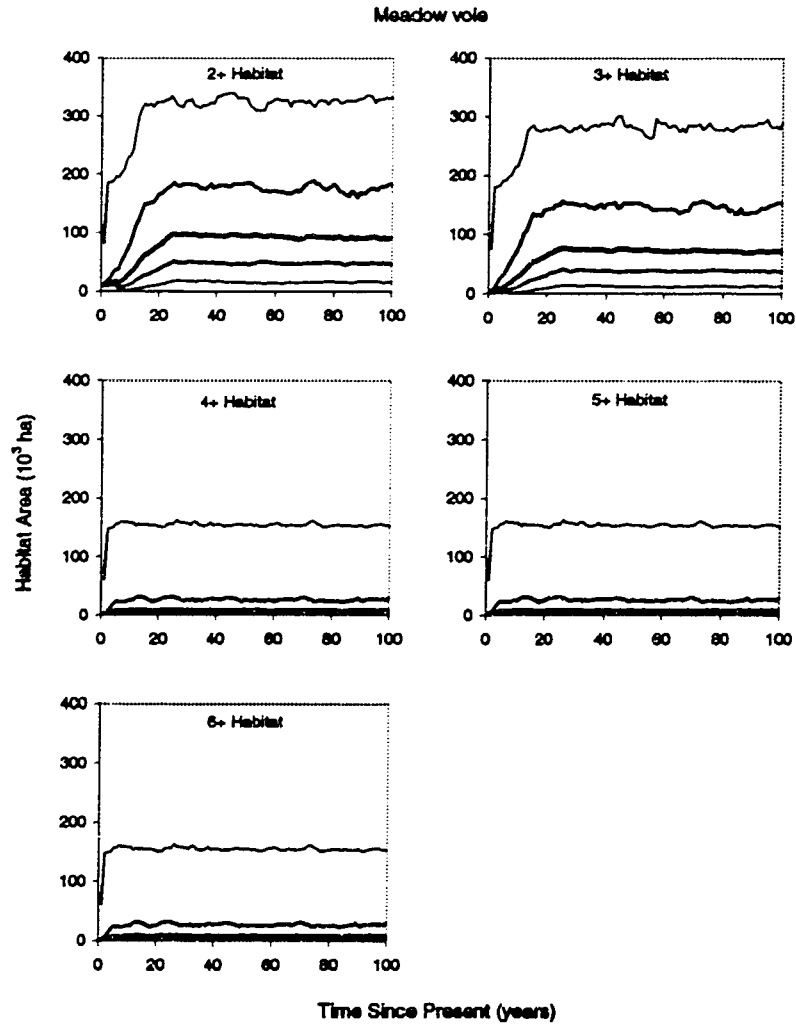 Meadow vole
2+ Habitat
400
300
200
100
0
0 20 40 60 80 100
3+ Habitat
400
300
200
100
0
0 20 40 60 80 100
4+ Habitat
400
300
200
100
0
0 20 40 60 80 100
5+ Habitat
400
300
200
100
0
0 20 40 60 80 100
6+ Habitat
400
300
200
100
0
0 20 40 60 80 100
Habitat Area (10³ ha)
Time Since Present (years)